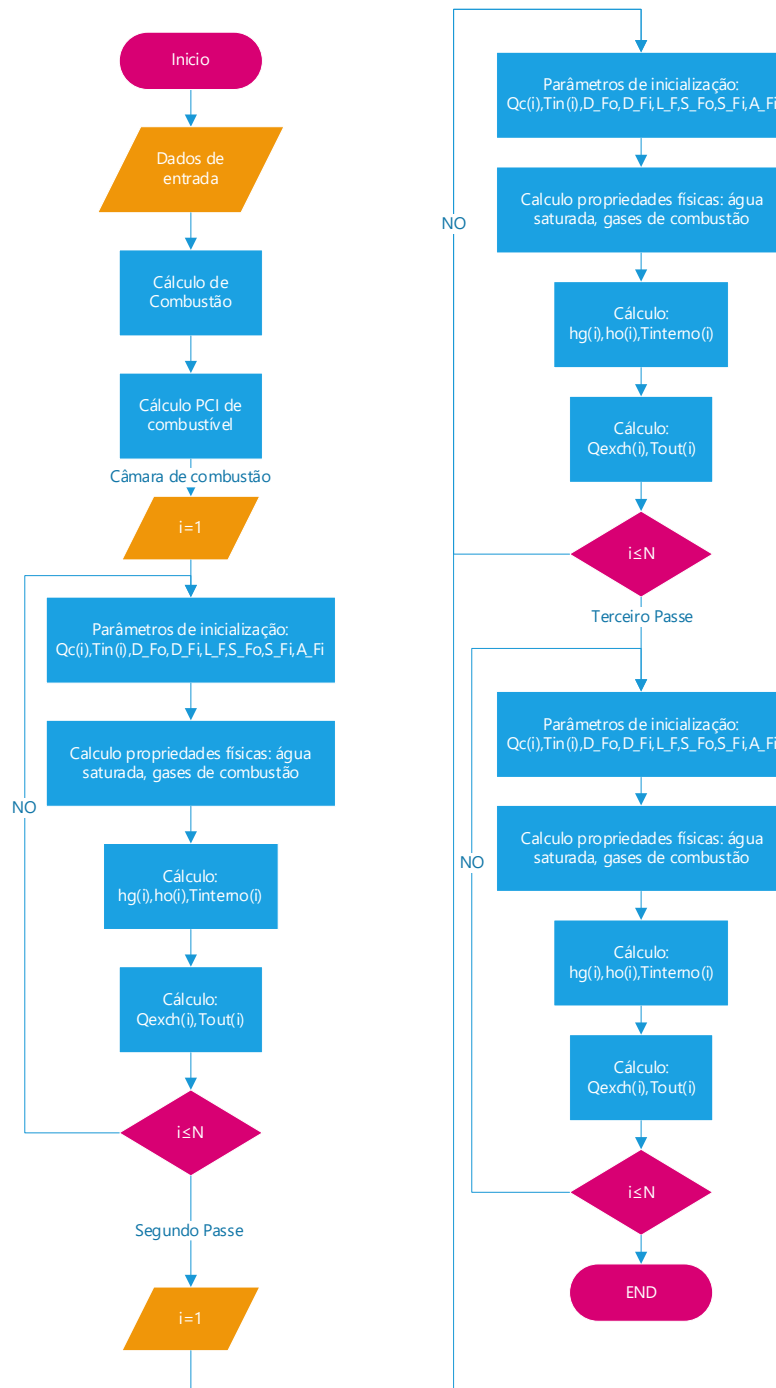 Inicio
Dados de
entrada
Cálculo de
Combustão
Cálculo PCI de
combustível
Câmara de combustão
i=1
Parâmetros de inicialização:
Qc(i),Tin(i),D_Fo,D_Fi,L_F,S_Fo,S_Fi,A_Fi
Calculo propriedades físicas: água
saturada, gases de combustão
NO
Cálculo:
hg(i),ho(i),Tinterno(i)
Cálculo:
Qexch(i),Tout(i)
i≤N
Segundo Passe
i=1
Parâmetros de inicialização:
Qc(i),Tin(i),D_Fo,D_Fi,L_F,S_Fo,S_Fi,A_Fi
Calculo propriedades físicas: água
saturada, gases de combustão
NO
Cálculo:
hg(i),ho(i),Tinterno(i)
Cálculo:
Qexch(i),Tout(i)
i≤N
Terceiro Passe
Parâmetros de inicialização:
Qc(i),Tin(i),D_Fo,D_Fi,L_F,S_Fo,S_Fi,A_Fi
Calculo propriedades físicas: água
saturada, gases de combustão
NO
Cálculo:
hg(i),ho(i),Tinterno(i)
Cálculo:
Qexch(i),Tout(i)
i≤N
END